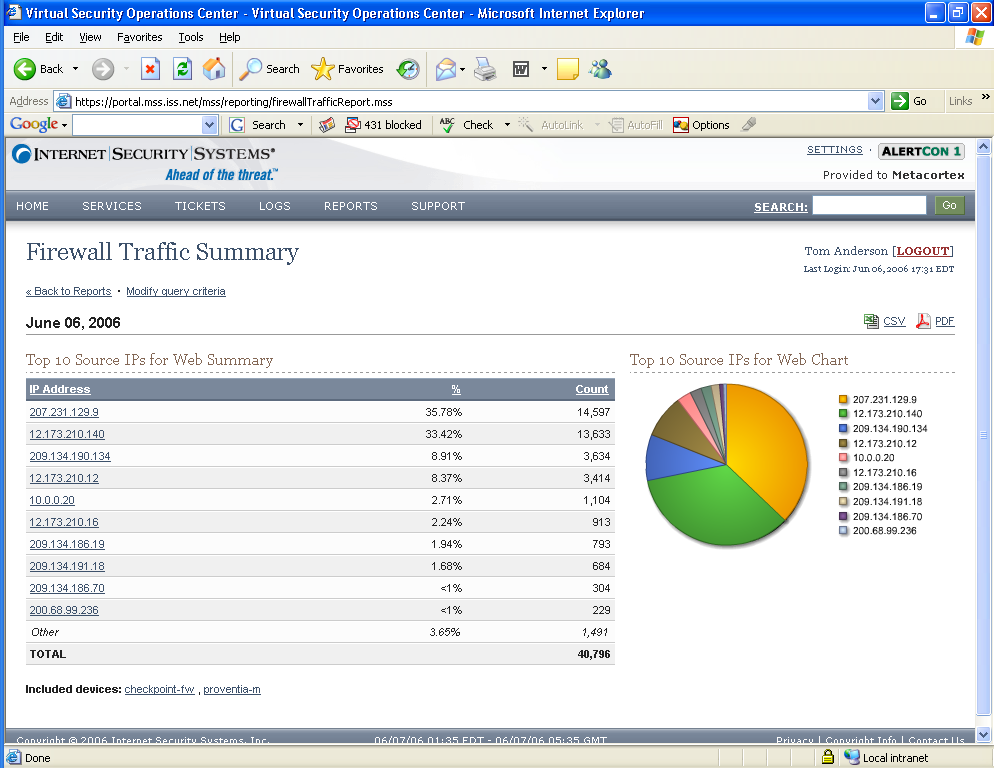 Virtual Security Operations Center - Virtual Security Operations Center - Microsoft Internet Explorer
File Edit View Favorites Tools Help
Back Search Favorites
Address https://portal.mss.iss.net/mss/reporting/firewallTrafficReport.mss Go Links »
Google Search 431 blocked Check AutoLink AutoFill Options
INTERNET|SECURITY|SYSTEMS®
Ahead of the threat.™
SETTINGS · ALERTCON 1
Provided to Metacortex
HOME SERVICES TICKETS LOGS REPORTS SUPPORT SEARCH: Go
Firewall Traffic Summary
Tom Anderson [LOGOUT]
Last Login: Jun 06, 2006 17:31 EDT
« Back to Reports • Modify query criteria
June 06, 2006
CSV PDF
Top 10 Source IPs for Web Summary
IP Address % Count
207.231.129.9 35.78% 14,597
12.173.210.140 33.42% 13,633
209.134.190.134 8.91% 3,634
12.173.210.12 8.37% 3,414
10.0.0.20 2.71% 1,104
12.173.210.16 2.24% 913
209.134.186.19 1.94% 793
209.134.191.18 1.68% 684
209.134.186.70 <1% 304
200.68.99.236 <1% 229
Other 3.65% 1,491
TOTAL 40,796
Top 10 Source IPs for Web Chart
207.231.129.9
12.173.210.140
209.134.190.134
12.173.210.12
10.0.0.20
12.173.210.16
209.134.186.19
209.134.191.18
209.134.186.70
200.68.99.236
Included devices: checkpoint-fw , proventia-m
Copyright © 2006 Internet Security Systems, Inc. 06/07/06 01:35 EDT - 06/07/06 05:35 GMT Privacy | Copyright Info | Contact Us
Done Local intranet